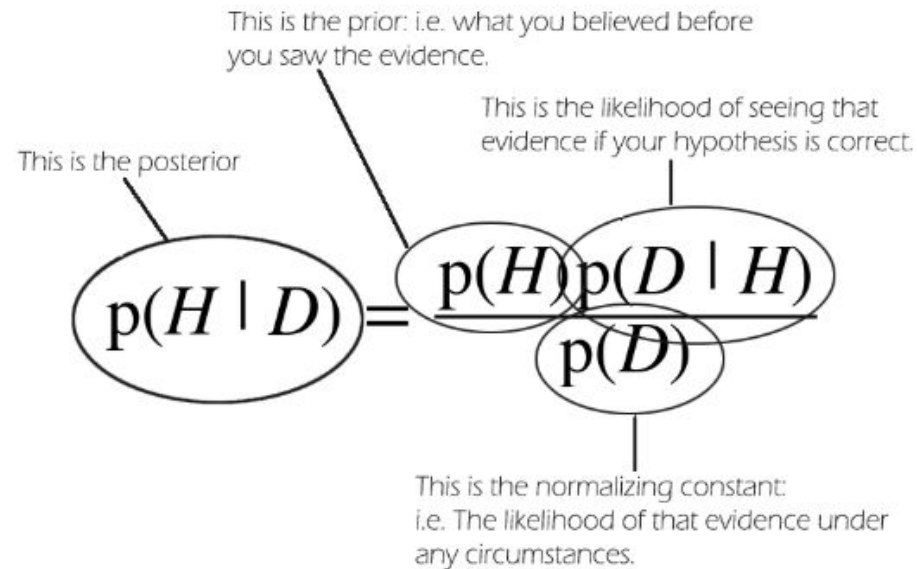 This is the prior: i.e. what you believed before
you saw the evidence.
This is the likelihood of seeing that
evidence if your hypothesis is correct.
This is the posterior
p(H | D) = p(H)p(D | H)
p(D)
This is the normalizing constant:
i.e. The likelihood of that evidence under
any circumstances.